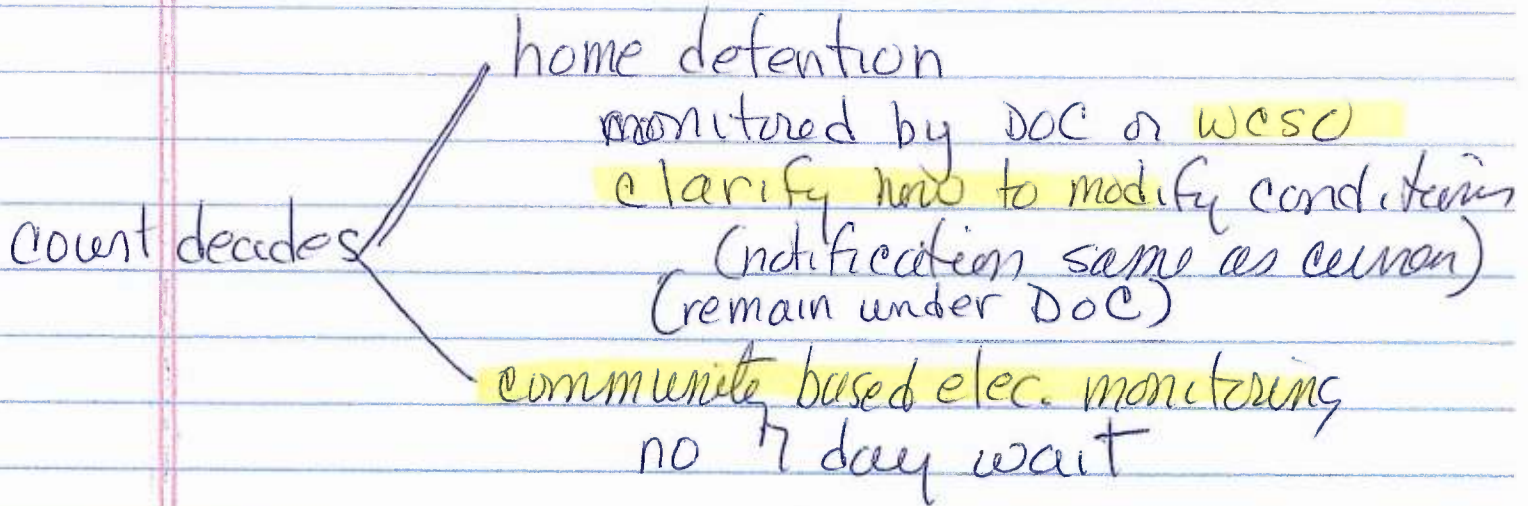 home detention
monitored by DOC or WCSO
clarify how to modify conditions
court decides
(notification same as curren)
(remain under DOC)
community based elec. monitoring
no 7 day wait